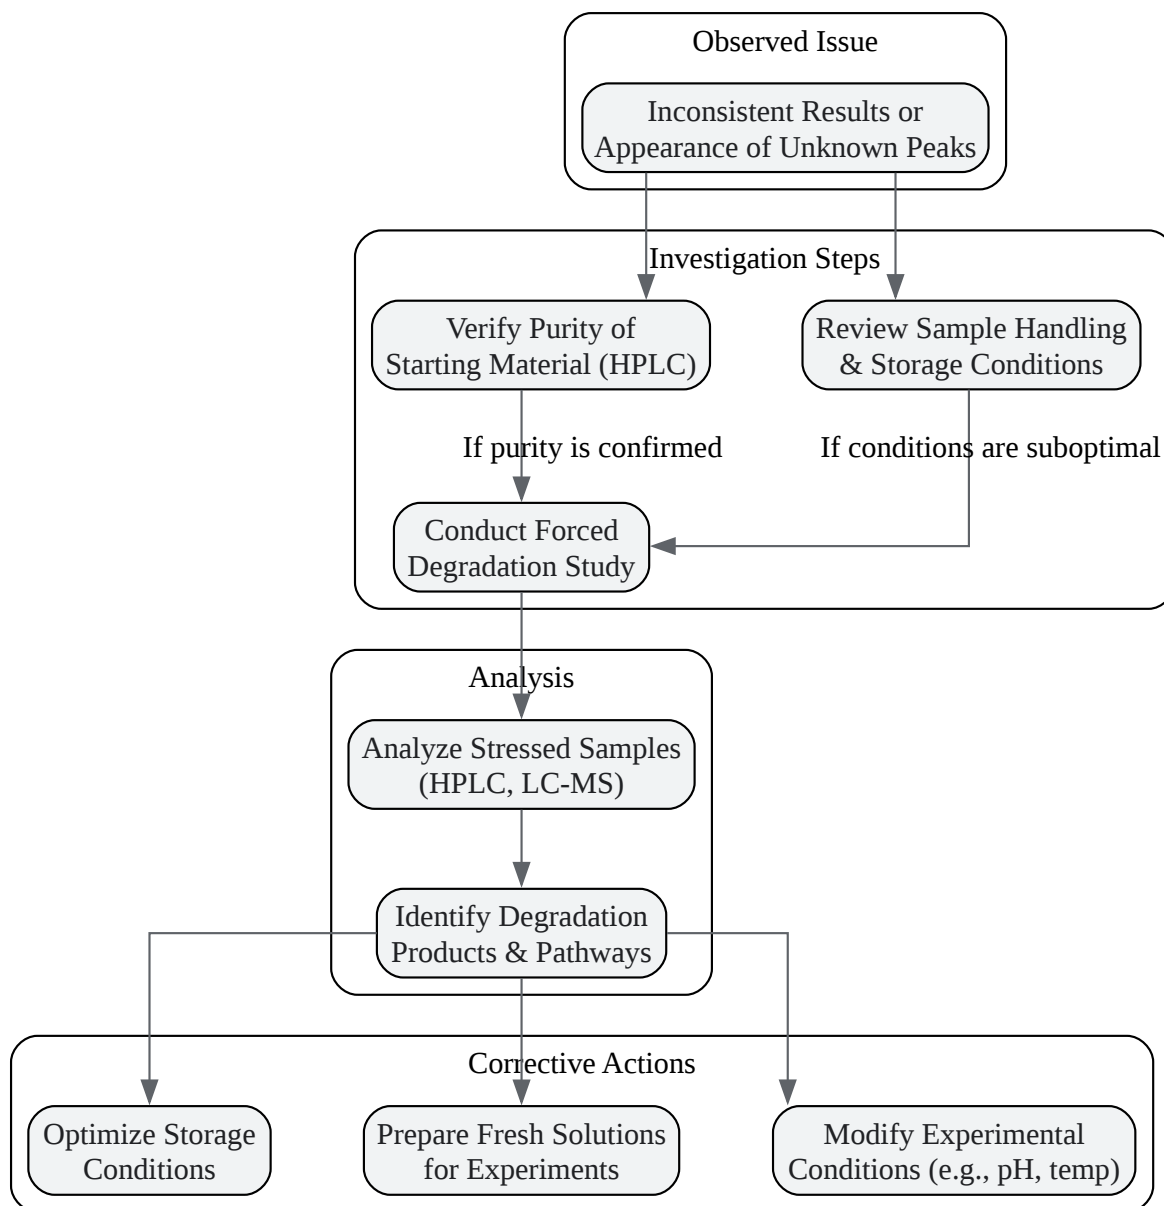 Observed Issue
Inconsistent Results or
Appearance of Unknown Peaks
Investigation Steps
Verify Purity of
Starting Material (HPLC)
Review Sample Handling
& Storage Conditions
If purity is confirmed
If conditions are suboptimal
Conduct Forced
Degradation Study
Analysis
Analyze Stressed Samples
(HPLC, LC-MS)
Identify Degradation
Products & Pathways
Corrective Actions
Optimize Storage
Conditions
Prepare Fresh Solutions
for Experiments
Modify Experimental
Conditions (e.g., pH, temp)